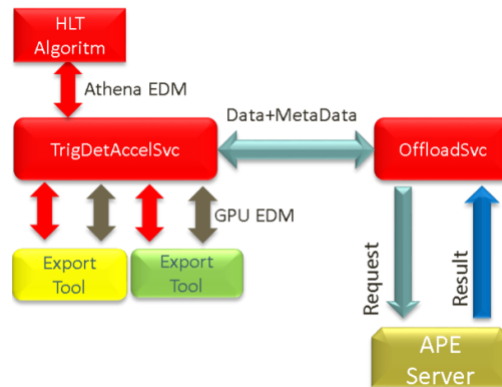 HLT
Algoritm
Athena EDM
Data+MetaData
TrigDetAccelSvc
OffloadSvc
GPU EDM
Export
Tool
Export
Tool
Request
Result
APE
Server